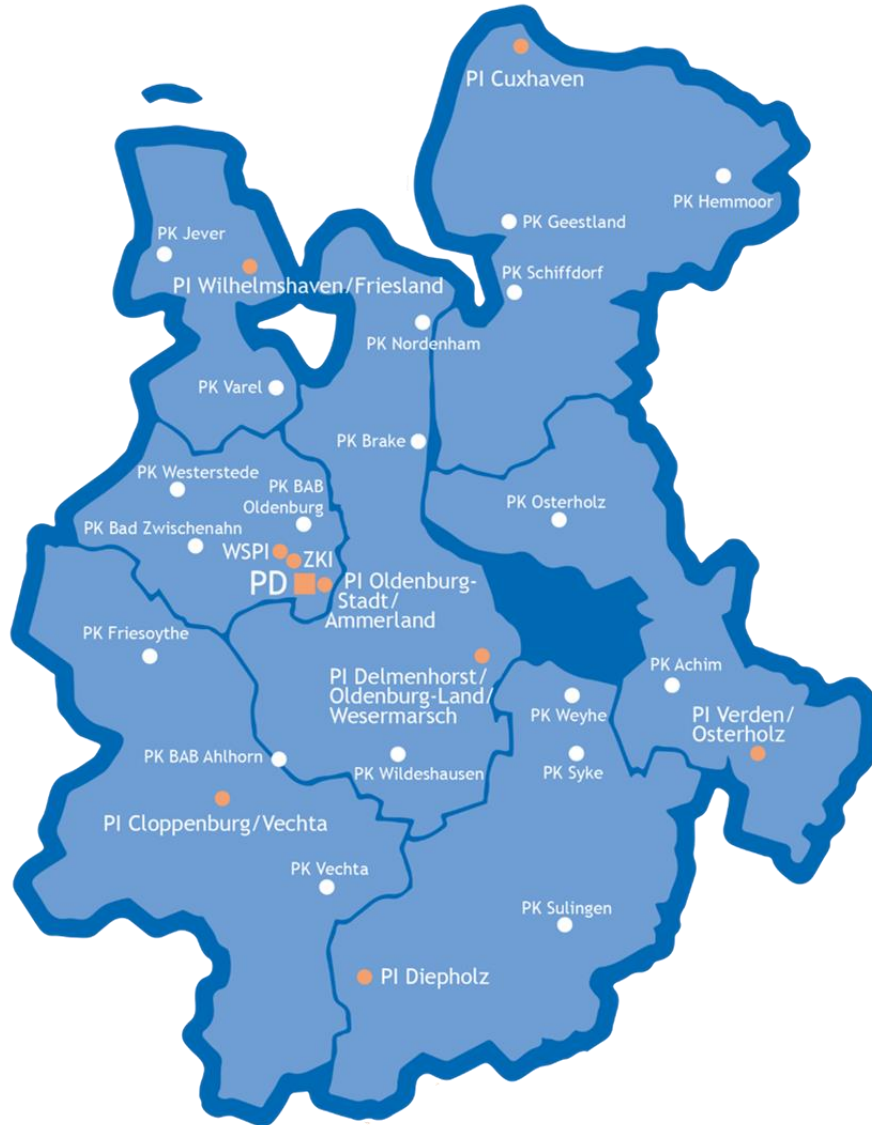 PI Cuxhaven
PK Hemmoor
PK Geestland
PK Jever
PI Wilhelmshaven/Friesland
PK Schiffdorf
PK Nordenham
PK Varel
PK Brake
PK Westerstede
PK BAB
Oldenburg
PK Osterholz
PK Bad Zwischenahn
WSPI
ZKI
PD
PI Oldenburg-
Stadt/
Ammerland
PK Friesoythe
PI Delmenhorst/
Oldenburg-Land/
Wesermarsch
PK Achim
PK Weyhe
PI Verden/
Osterholz
PK BAB Ahlhorn
PK Wildeshausen
PK Syke
PI Cloppenburg/Vechta
PK Vechta
PK Sulingen
PI Diepholz